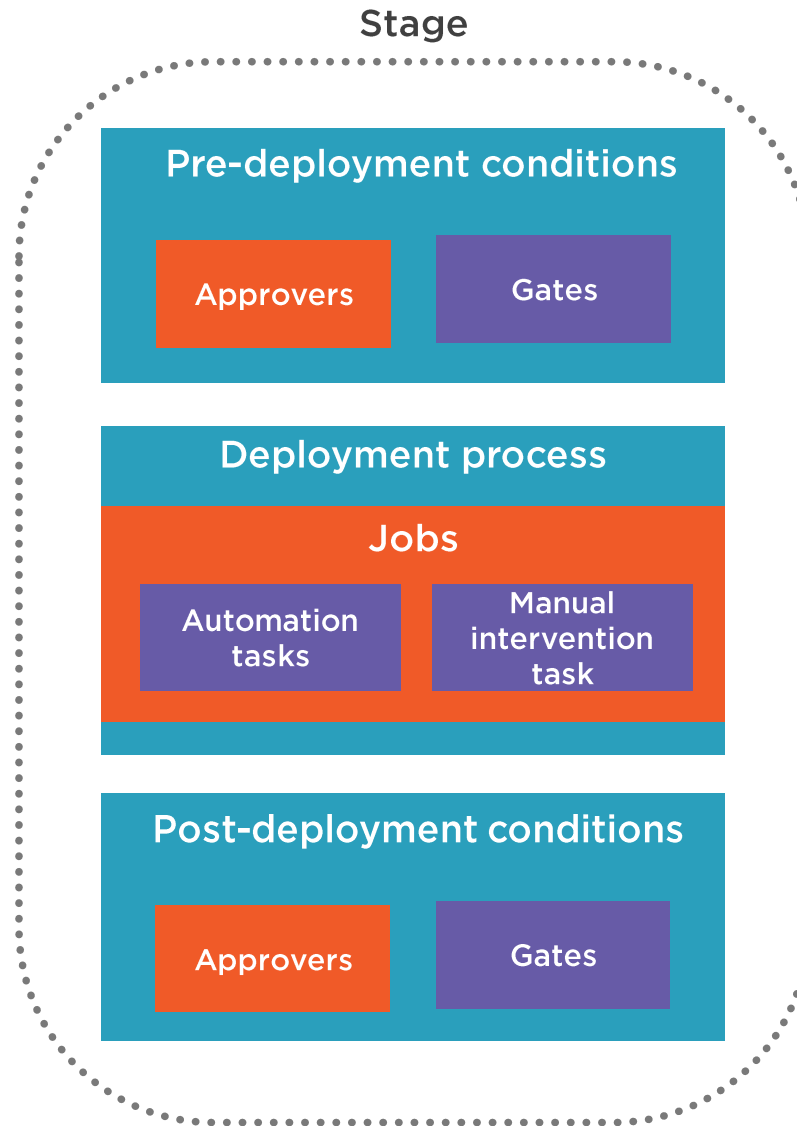 Stage
Pre-deployment conditions
Approvers
Gates
Deployment process
Jobs
Automation
tasks
Manual
intervention
task
Post-deployment conditions
Approvers
Gates